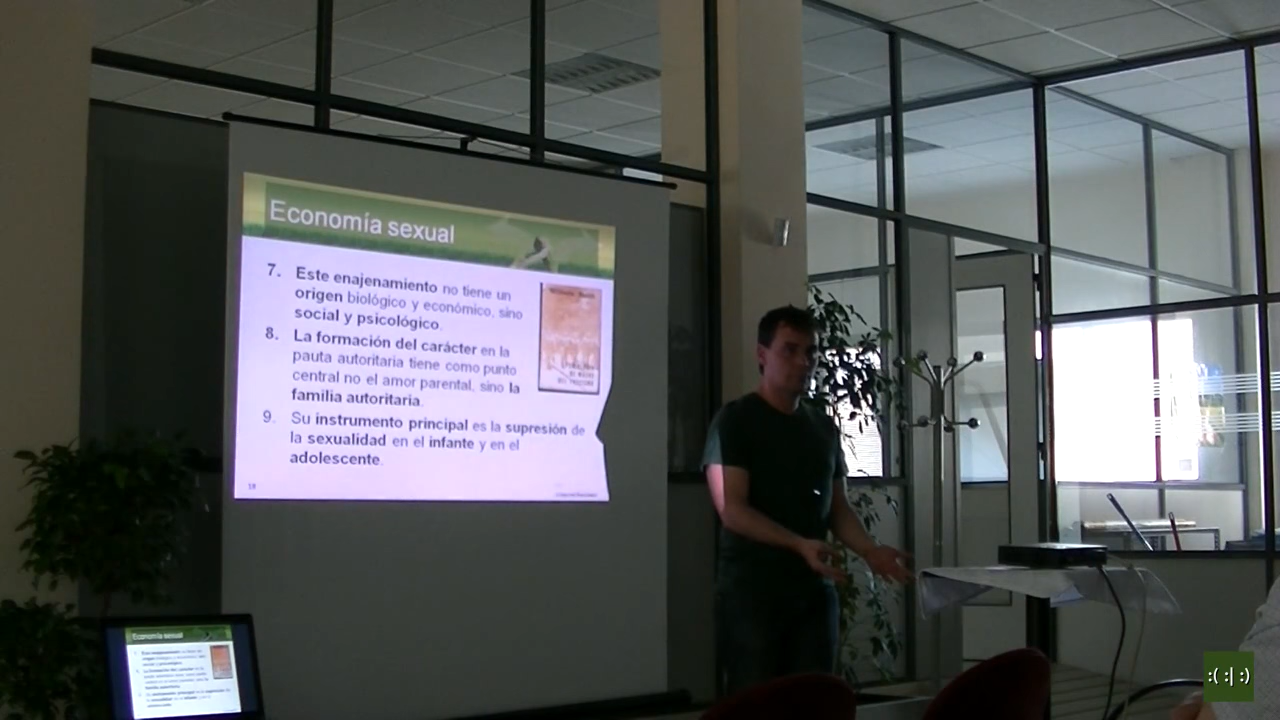 Economía sexual
7. Este enajenamiento no tiene un
origen biológico y económico, sino
social y psicológico.
8. La formación del carácter en la
pauta autoritaria tiene como punto
central no el amor parental, sino la
familia autoritaria.
9. Su instrumento principal es la supresión de
la sexualidad en el infante y en el
adolescente.
Economía sexual
:( :| :)